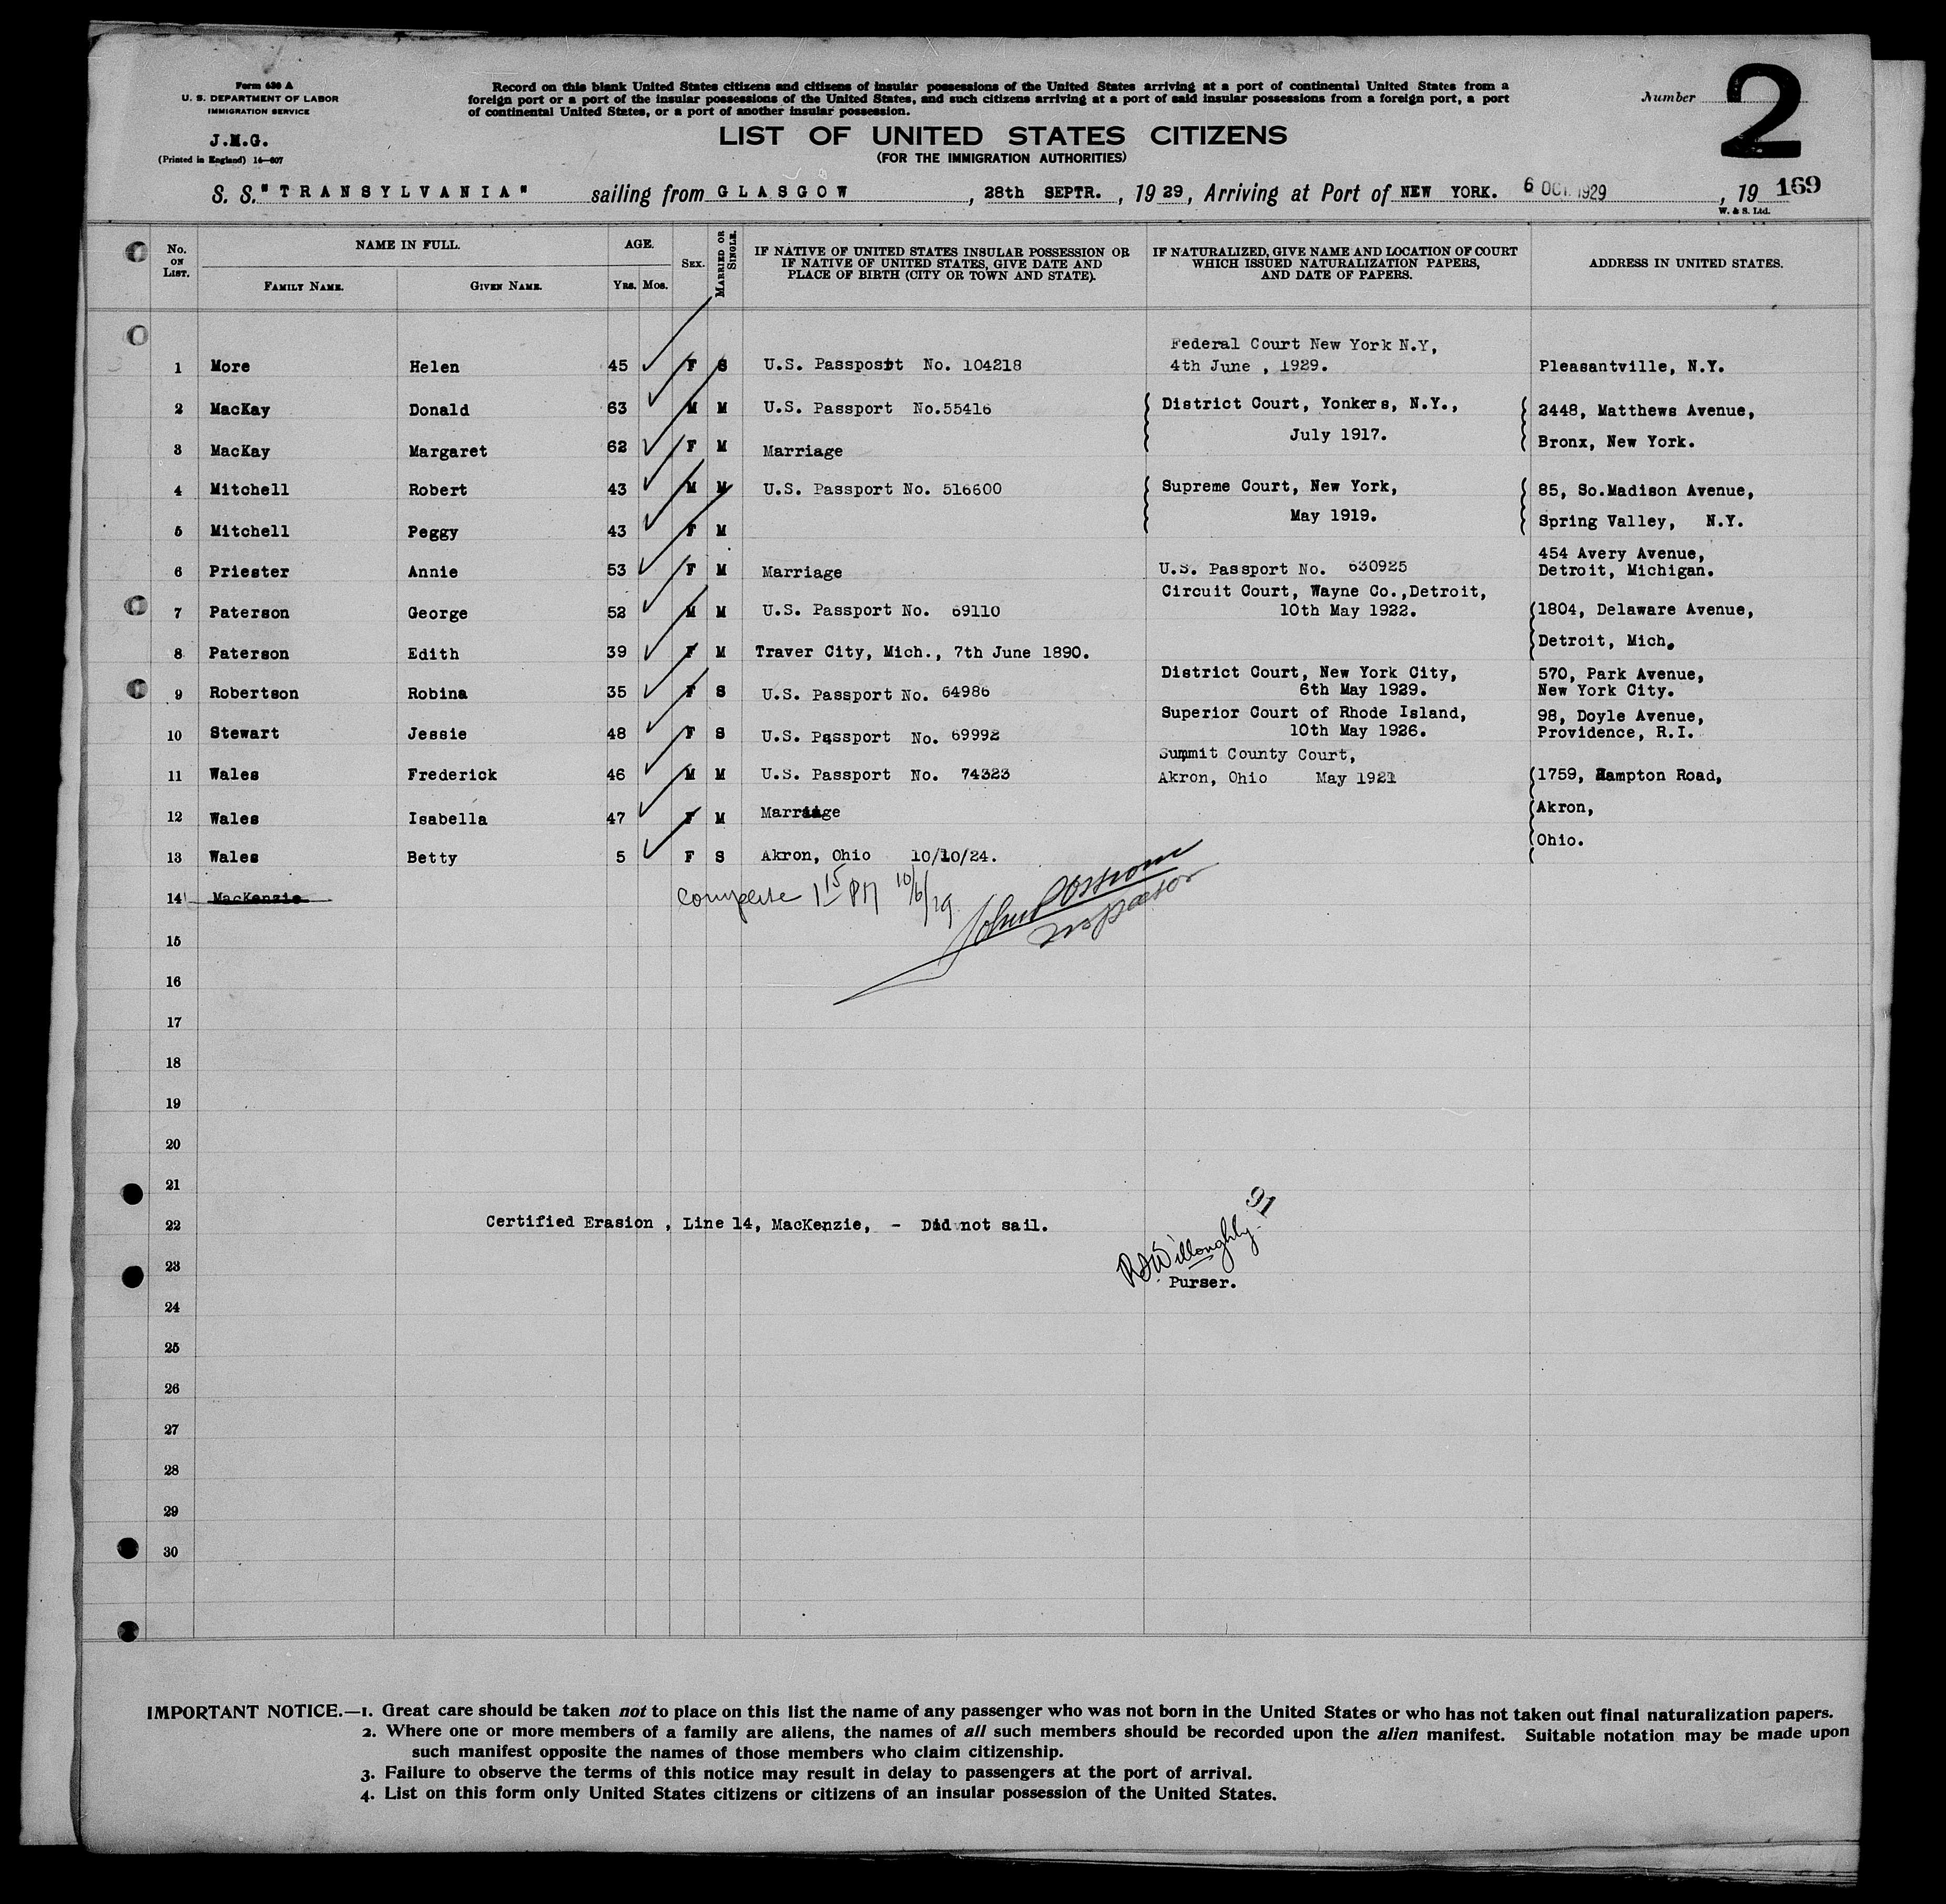 Form 630 A
U. S. DEPARTMENT OF LABOR
IMMIGRATION SERVICE
J.M.G.
(Printed in England) 14—607
Record on this blank United States citizens and citizens of insular possessions of the United States arriving at a port of continental United States from a
foreign port or a port of the insular possessions of the United States, and such citizens arriving at a port of said insular possessions from a foreign port, a port
of continental United States, or a port of another insular possession.
Number 2
LIST OF UNITED STATES CITIZENS
(FOR THE IMMIGRATION AUTHORITIES)
S. S. "TRANSYLVANIA" sailing from GLASGOW, 28th SEPTR., 1929, Arriving at Port of NEW YORK. 6 OCT 1929, 19 169
W. & S. Ltd.
No. ON LIST. NAME IN FULL. FAMILY NAME. GIVEN NAME. AGE. YRS. MOS. SEX. MARRIED OR SINGLE. IF NATIVE OF UNITED STATES INSULAR POSSESSION OR IF NATIVE OF UNITED STATES, GIVE DATE AND PLACE OF BIRTH (CITY OR TOWN AND STATE). IF NATURALIZED, GIVE NAME AND LOCATION OF COURT WHICH ISSUED NATURALIZATION PAPERS, AND DATE OF PAPERS. ADDRESS IN UNITED STATES.
Federal Court New York N.Y,
1 More Helen 45 F S U.S. Passpostt No. 104218 4th June , 1929. Pleasantville, N.Y.
2 MacKay Donald 63 M M U.S. Passport No.55416 District Court, Yonkers, N.Y., 2448, Matthews Avenue,
July 1917. Bronx, New York.
3 MacKay Margaret 62 F M Marriage
4 Mitchell Robert 43 M M U.S. Passport No. 516600 Supreme Court, New York, 85, So.Madison Avenue,
May 1919. Spring Valley, N.Y.
5 Mitchell Peggy 43 F M
454 Avery Avenue,
6 Priester Annie 53 F M Marriage U.S. Passport No. 630925 Detroit, Michigan.
Circuit Court, Wayne Co.,Detroit,
7 Paterson George 52 M M U.S. Passport No. 69110 10th May 1922. 1804, Delaware Avenue,
Detroit, Mich.
8 Paterson Edith 39 F M Traver City, Mich., 7th June 1890.
District Court, New York City, 570, Park Avenue,
9 Robertson Robina 35 F S U.S. Passport No. 64986 6th May 1929. New York City.
Superior Court of Rhode Island, 98, Doyle Avenue,
10 Stewart Jessie 48 F S U.S. Passport No. 69992 10th May 1926. Providence, R.I.
Summit County Court,
11 Wales Frederick 46 M M U.S. Passport No. 74323 Akron, Ohio May 1921 1759, Hampton Road,
Akron,
12 Wales Isabella 47 F M Marriage
Ohio.
13 Wales Betty 5 F S Akron, Ohio 10/10/24.
14 MacKenzie Complete 1 15 PM 10/6/29
John
Inspector
15
16
17
18
19
20
21
22 Certified Erasion , Line 14, MacKenzie, - Did not sail.
R S Willoughby 91
23
Purser.
24
25
26
27
28
29
30
IMPORTANT NOTICE.—1. Great care should be taken not to place on this list the name of any passenger who was not born in the United States or who has not taken out final naturalization papers.
2. Where one or more members of a family are aliens, the names of all such members should be recorded upon the alien manifest. Suitable notation may be made upon
such manifest opposite the names of those members who claim citizenship.
3. Failure to observe the terms of this notice may result in delay to passengers at the port of arrival.
4. List on this form only United States citizens or citizens of an insular possession of the United States.